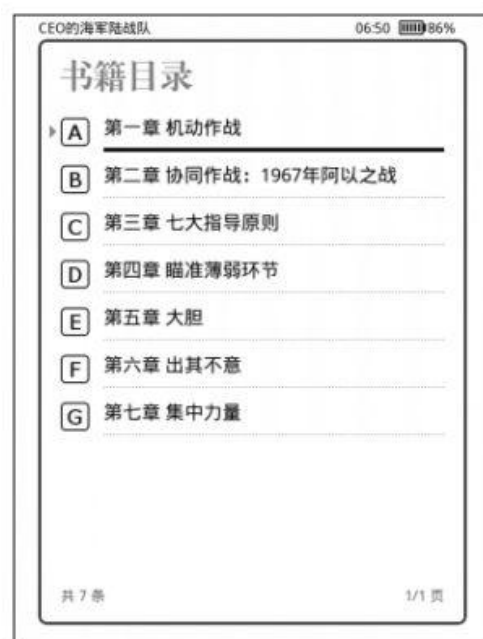 CEO的海军陆战队 06:50 86%
书籍目录
A 第一章 机动作战
B 第二章 协同作战：1967年阿以之战
C 第三章 七大指导原则
D 第四章 瞄准薄弱环节
E 第五章 大胆
F 第六章 出其不意
G 第七章 集中力量
共 7 条 1/1 页